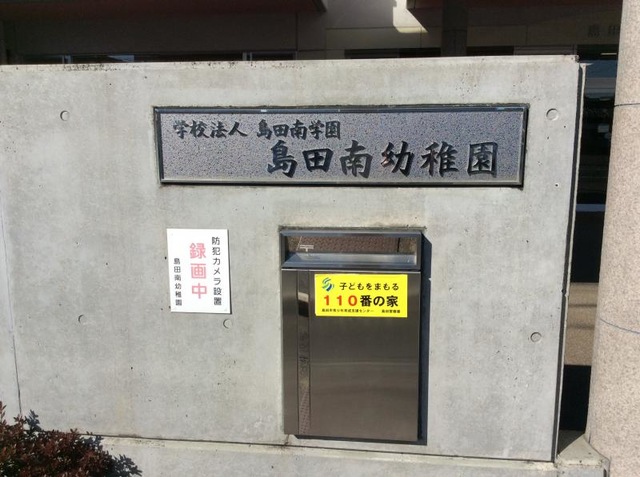 学校法人 島田南学園
島田南幼稚園
防犯カメラ設置
録画中
島田南幼稚園
〒
子どもをまもる
110番の家